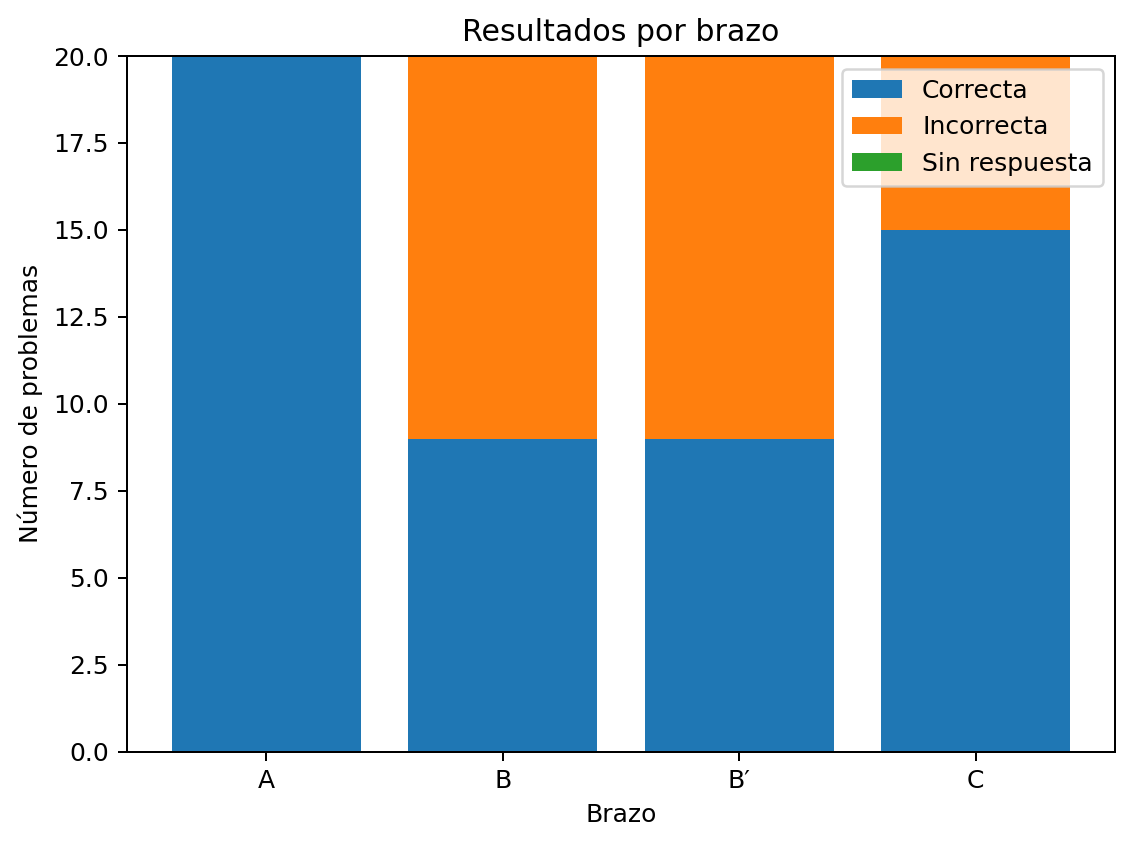 Resultados por brazo
20.0
17.5
15.0
12.5
10.0
7.5
5.0
2.5
0.0
Número de problemas
Correcta
Incorrecta
Sin respuesta
A
B
B′
C
Brazo